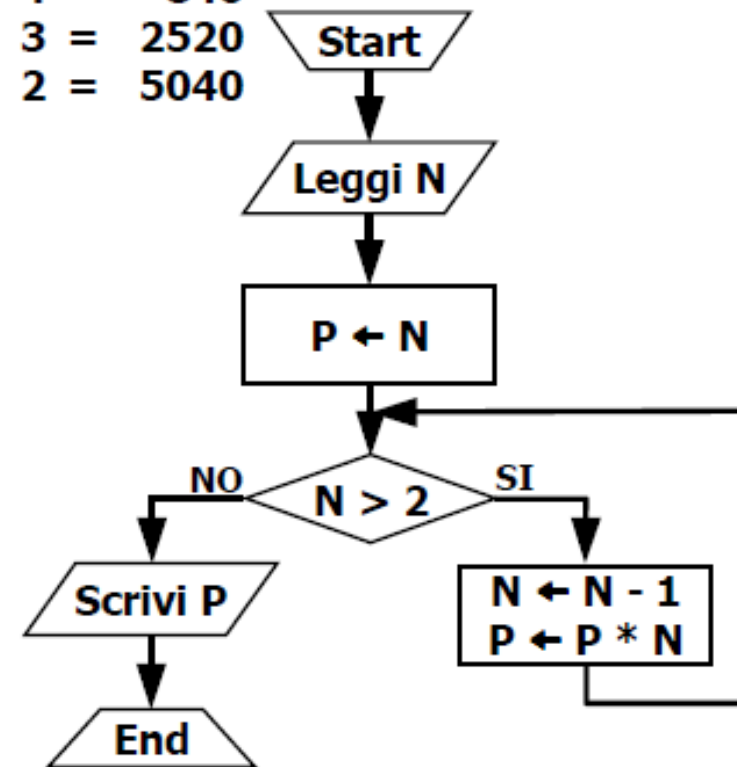 3 = 2520
2 = 5040
Start
Leggi N
P ← N
N > 2
NO
SI
Scrivi P
N ← N - 1
P ← P * N
End